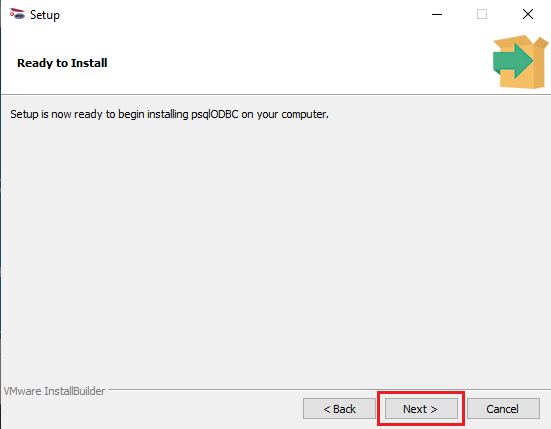 Setup
Ready to Install
Setup is now ready to begin installing psqlODBC on your computer.
VMware InstallBuilder
< Back
Next >
Cancel